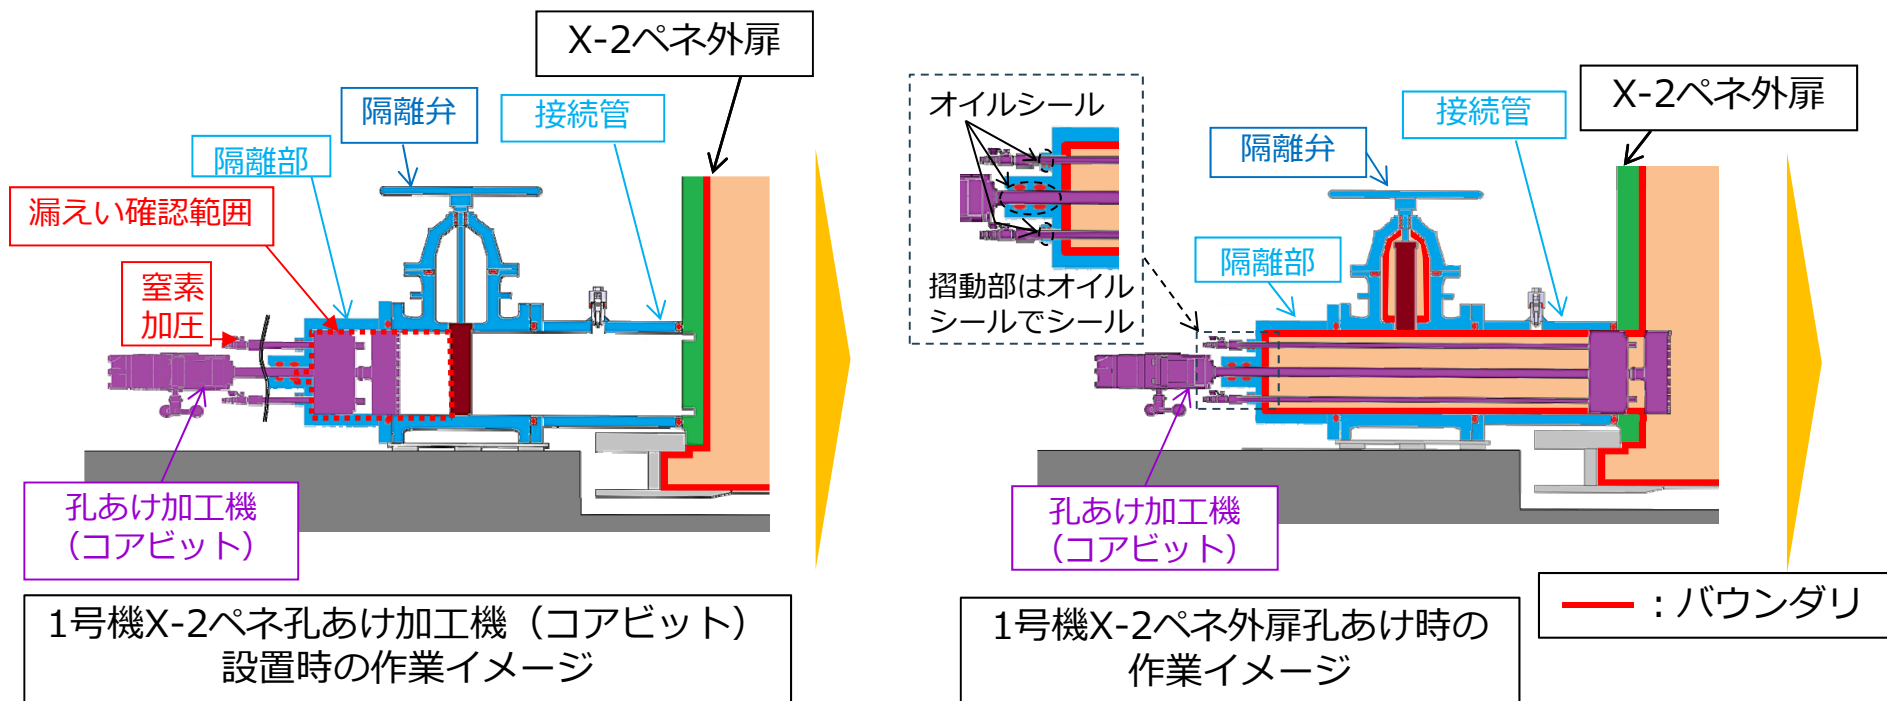 X-2ペネ外扉
隔離弁
接続管
隔離部
漏えい確認範囲
窒素
加圧
孔あけ加工機
（コアビット）
1号機X-2ペネ孔あけ加工機（コアビット）
設置時の作業イメージ
オイルシール
摺動部はオイル
シールでシール
X-2ペネ外扉
接続管
隔離弁
隔離部
孔あけ加工機
（コアビット）
1号機X-2ペネ外扉孔あけ時の
作業イメージ
：バウンダリ